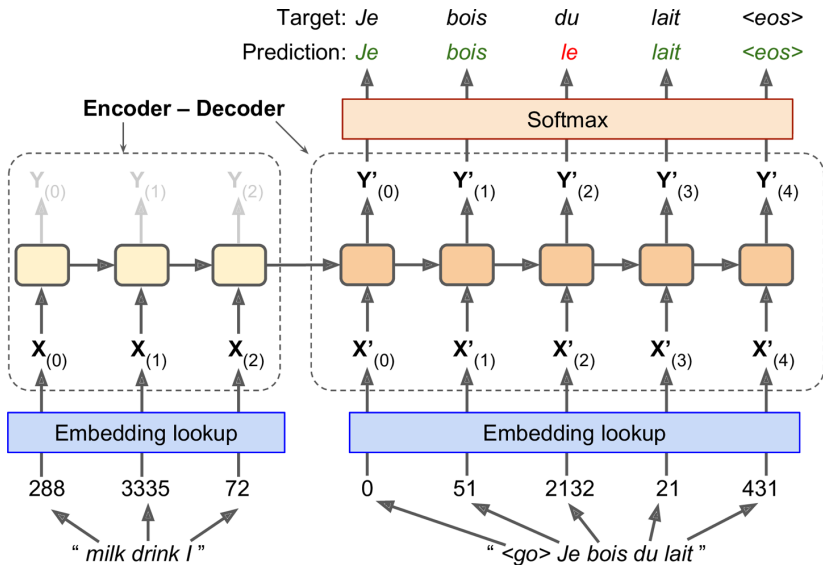 Target: Je bois du lait <eos>
Prediction: Je bois le lait <eos>
Softmax
Encoder – Decoder
Y(0) Y(1) Y(2) Y’(0) Y’(1) Y’(2) Y’(3) Y’(4)
X(0) X(1) X(2) X’(0) X’(1) X’(2) X’(3) X’(4)
Embedding lookup Embedding lookup
288 3335 72 0 51 2132 21 431
“ milk drink I ” “ <go> Je bois du lait ”